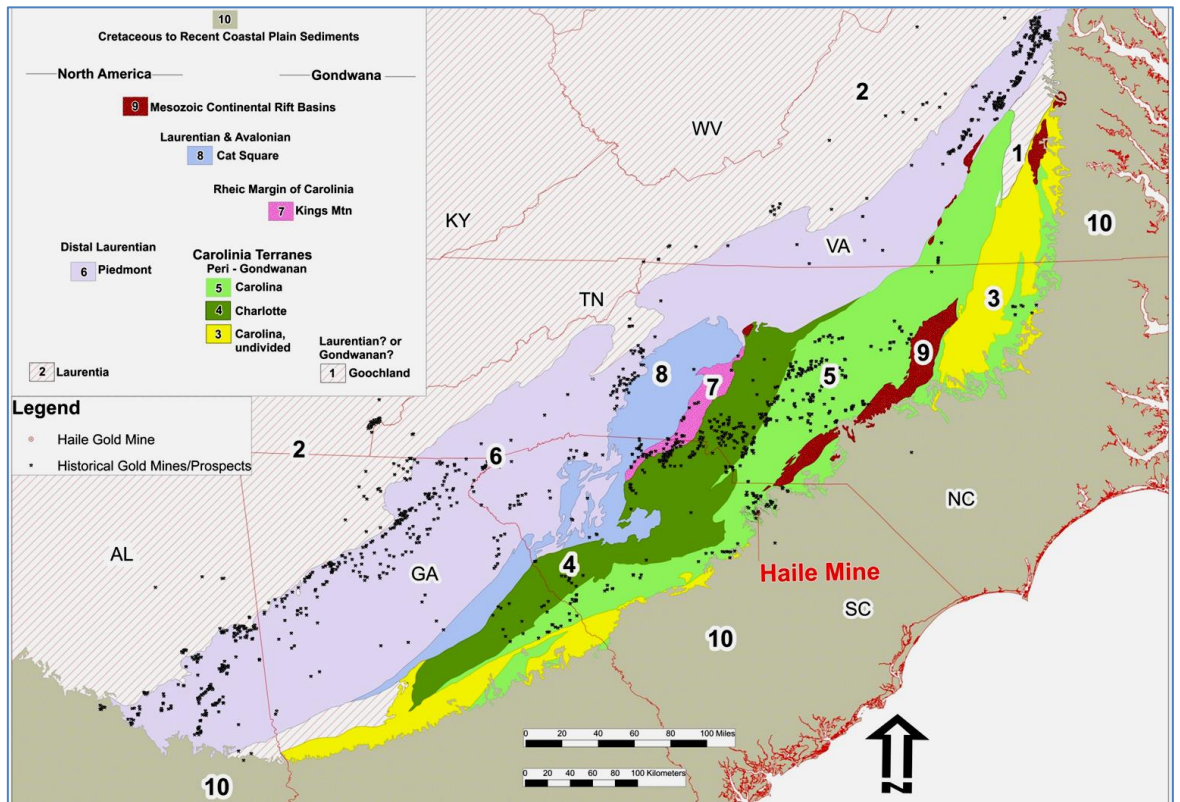 10
Cretaceous to Recent Coastal Plain Sediments
North America
Gondwana
9 Mesozoic Continental Rift Basins
Laurentian & Avalonian
8 Cat Square
Rheic Margin of Carolinia
7 Kings Mtn
Distal Laurentian
6 Piedmont
Carolinia Terranes
Peri - Gondwanan
5 Carolina
4 Charlotte
3 Carolina,
undivided
Laurentian? or
Gondwanan?
2 Laurentia
1 Goochland
Legend
Haile Gold Mine
Historical Gold Mines/Prospects
2
WV
1
KY
VA
10
TN
3
8
7
5
9
2
6
NC
AL
GA
4
Haile Mine
SC
10
0 20 40 60 80 100 Miles
0 20 40 60 80 100 Kilometers
10
N